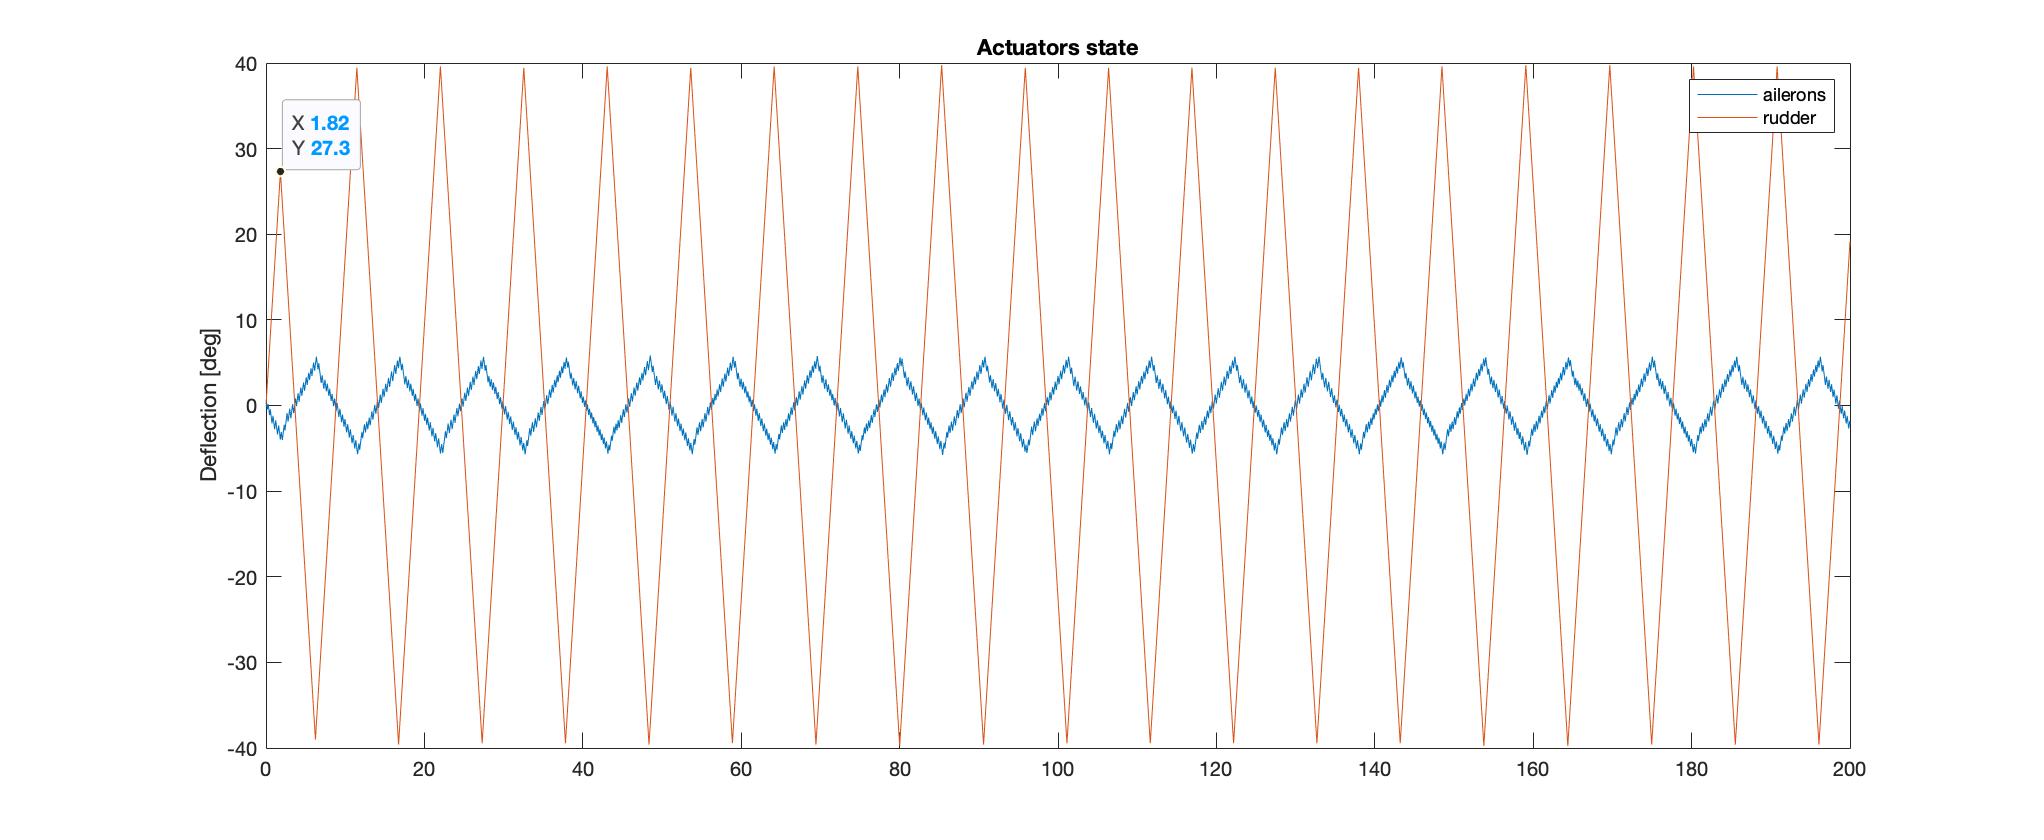 Actuators state
X 1.82
Y 27.3
ailerons
rudder
Deflection [deg]
40
30
20
10
0
-10
-20
-30
-40
0 20 40 60 80 100 120 140 160 180 200